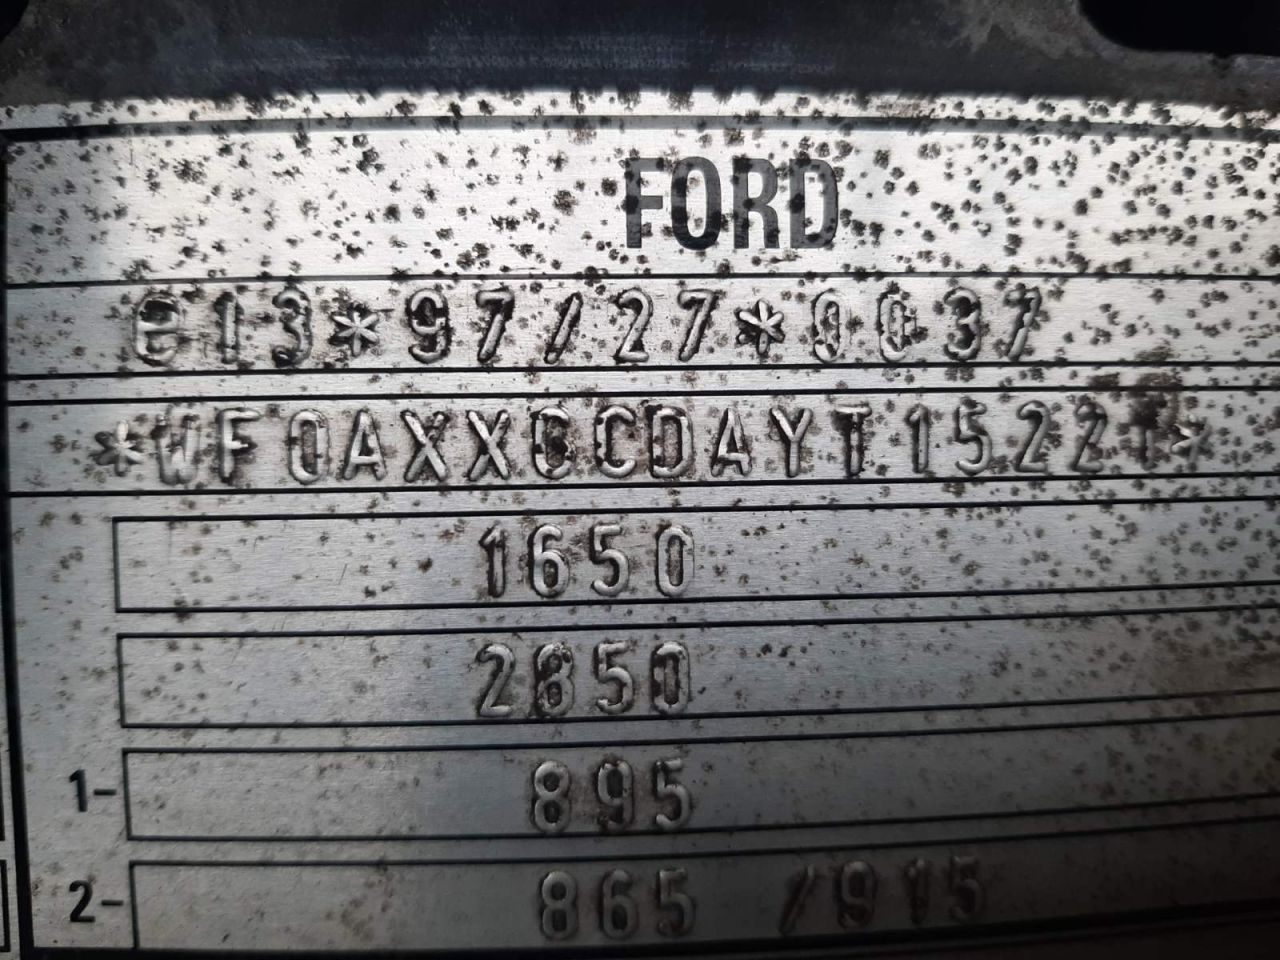 FORD
e13*97/27*0037
*WF0AXXGCDAYT15221*
1650
2850
1- 895
2- 865 /915